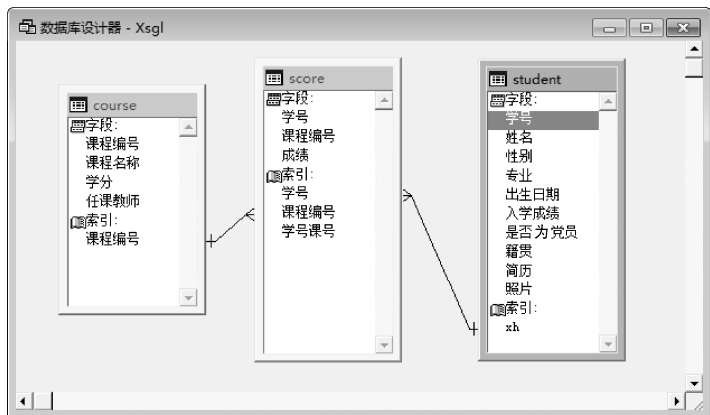 数据库设计器 - Xsgl
course
字段:
课程编号
课程名称
学分
任课教师
索引:
课程编号
score
字段:
学号
课程编号
成绩
索引:
学号
课程编号
学号课号
student
字段:
学号
姓名
性别
专业
出生日期
入学成绩
是否为党员
籍贯
简历
照片
索引:
xh